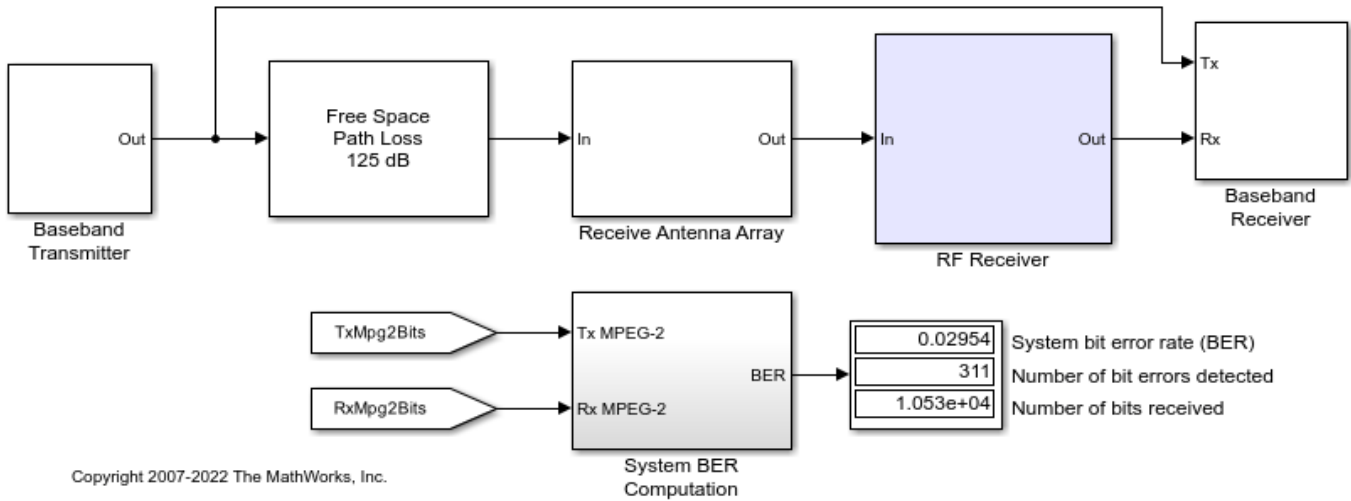 Out
Baseband
Transmitter
Free Space
Path Loss
125 dB
In
Out
Receive Antenna Array
In
Out
RF Receiver
Tx
Rx
Baseband
Receiver
TxMpg2Bits
RxMpg2Bits
Tx MPEG-2
Rx MPEG-2
BER
System BER
Computation
0.02954
System bit error rate (BER)
311
Number of bit errors detected
1.053e+04
Number of bits received
Copyright 2007-2022 The MathWorks, Inc.